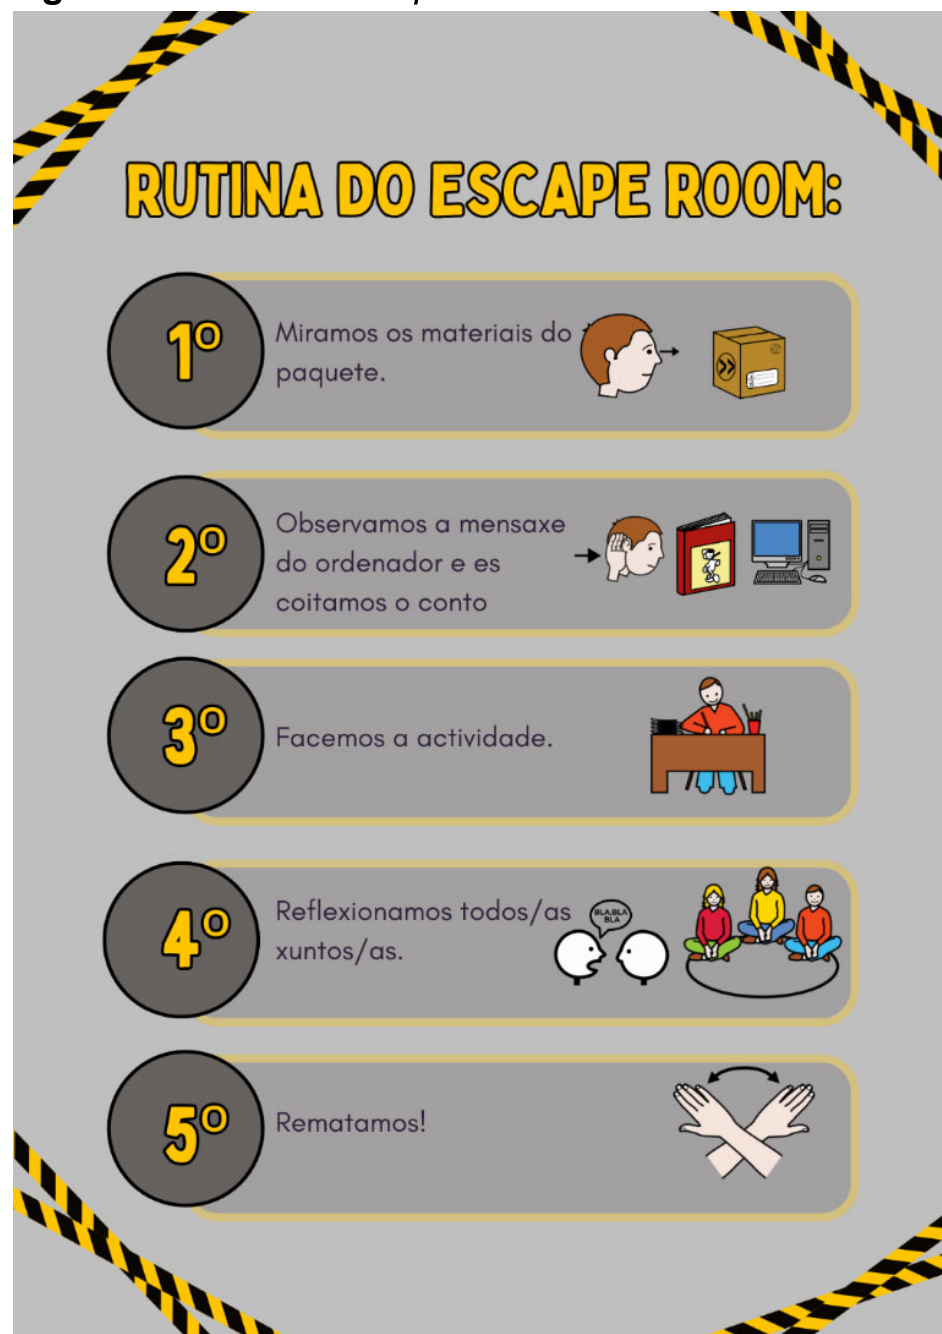 RUTINA DO ESCAPE ROOM:
1º
Miramos os materiais do
paquete.
2º
Observamos a mensaxe
do ordenador e es
coitamos o conto
3º
Facemos a actividade.
4º
Reflexionamos todos/as
xuntos/as.
BLA,BLA
BLA
5º
Rematamos!